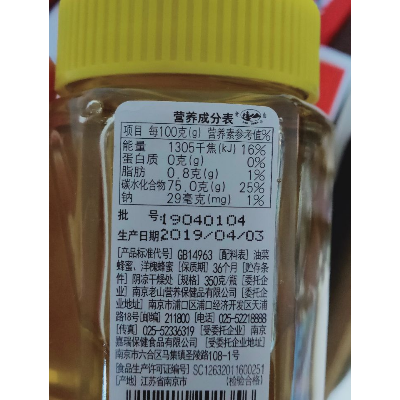 营养成分表
项目 每100克(g) 营养素参考值%
能量 1305千焦(kJ) 16%
蛋白质 0克(g) 0%
脂肪 0.8克(g) 1%
碳水化合物 75.0克(g) 25%
钠 29毫克(mg) 1%
批 号:19040104
生产日期2019/04/03
[产品标准代号] GB14963 [配料表] 油菜
蜂蜜、洋槐蜂蜜 [保质期] 36个月 [贮存条
件] 阴凉干燥处 [规格] 350克/瓶 [委托企
业] 南京老山营养保健品有限公司 [委托企
业地址] 南京市浦口区浦口经济开发区天浦
路18号 [邮编] 211800 [电话] 025-52218888
[传真] 025-52336319 [受委托企业] 南京
嘉瑞保健食品有限公司 [受委托企业地址]
南京市六合区马集镇圣陵路108-1号
[食品生产许可证编号] SC12632011600251
[产地] 江苏省南京市 [检验合格]